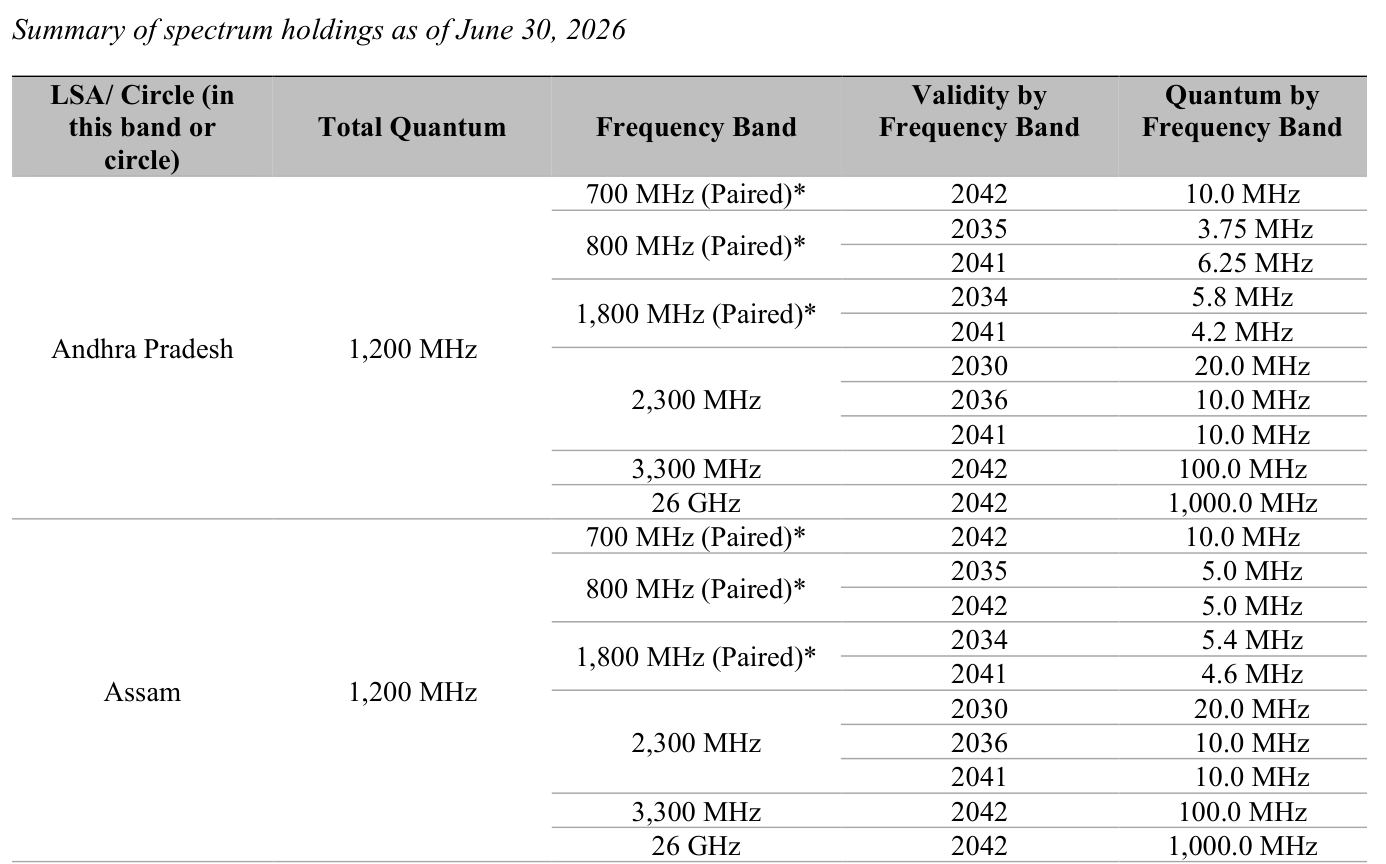 Summary of spectrum holdings as of June 30, 2026
LSA/ Circle (in this band or circle) Total Quantum Frequency Band Validity by Frequency Band Quantum by Frequency Band
Andhra Pradesh 1,200 MHz 700 MHz (Paired)* 2042 10.0 MHz
800 MHz (Paired)* 2035 3.75 MHz
2041 6.25 MHz
1,800 MHz (Paired)* 2034 5.8 MHz
2041 4.2 MHz
2,300 MHz 2030 20.0 MHz
2036 10.0 MHz
2041 10.0 MHz
3,300 MHz 2042 100.0 MHz
26 GHz 2042 1,000.0 MHz
Assam 1,200 MHz 700 MHz (Paired)* 2042 10.0 MHz
800 MHz (Paired)* 2035 5.0 MHz
2042 5.0 MHz
1,800 MHz (Paired)* 2034 5.4 MHz
2041 4.6 MHz
2,300 MHz 2030 20.0 MHz
2036 10.0 MHz
2041 10.0 MHz
3,300 MHz 2042 100.0 MHz
26 GHz 2042 1,000.0 MHz